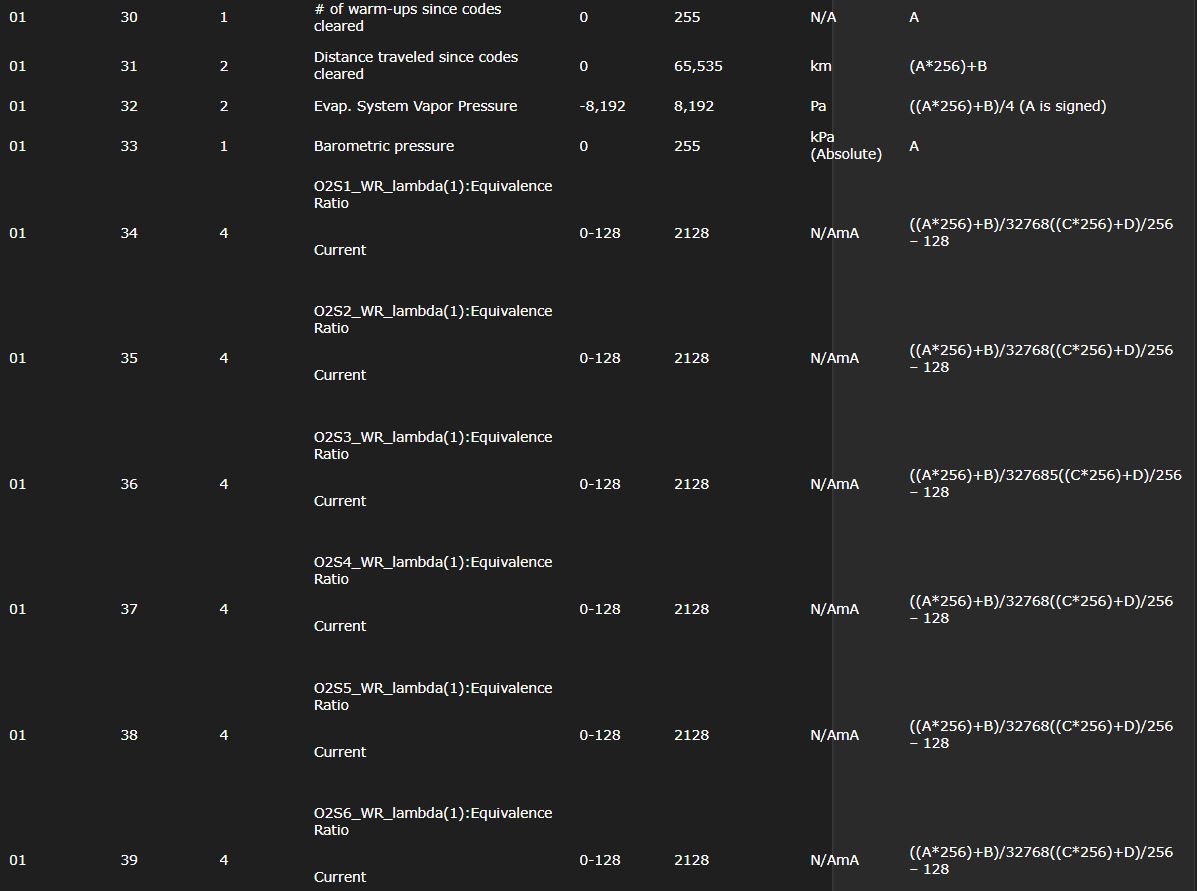 01 30 1 # of warm-ups since codes cleared 0 255 N/A A
01 31 2 Distance traveled since codes cleared 0 65,535 km (A*256)+B
01 32 2 Evap. System Vapor Pressure -8,192 8,192 Pa ((A*256)+B)/4 (A is signed)
01 33 1 Barometric pressure 0 255 kPa (Absolute) A
01 34 4 O2S1_WR_lambda(1):Equivalence Ratio Current 0-128 2128 N/AmA ((A*256)+B)/32768((C*256)+D)/256 – 128
01 35 4 O2S2_WR_lambda(1):Equivalence Ratio Current 0-128 2128 N/AmA ((A*256)+B)/32768((C*256)+D)/256 – 128
01 36 4 O2S3_WR_lambda(1):Equivalence Ratio Current 0-128 2128 N/AmA ((A*256)+B)/327685((C*256)+D)/256 – 128
01 37 4 O2S4_WR_lambda(1):Equivalence Ratio Current 0-128 2128 N/AmA ((A*256)+B)/32768((C*256)+D)/256 – 128
01 38 4 O2S5_WR_lambda(1):Equivalence Ratio Current 0-128 2128 N/AmA ((A*256)+B)/32768((C*256)+D)/256 – 128
01 39 4 O2S6_WR_lambda(1):Equivalence Ratio Current 0-128 2128 N/AmA ((A*256)+B)/32768((C*256)+D)/256 – 128